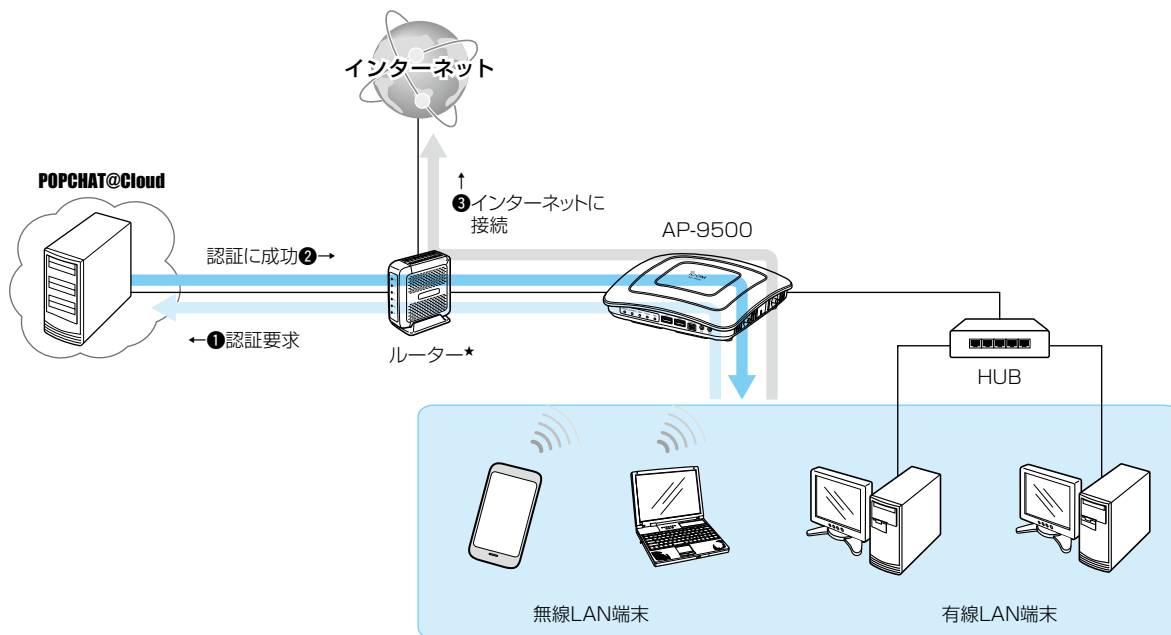 インターネット
POPCHAT@Cloud
↑
❸インターネットに
接続
AP-9500
認証に成功❷→
←❶認証要求
ルーター★
HUB
無線LAN端末
有線LAN端末